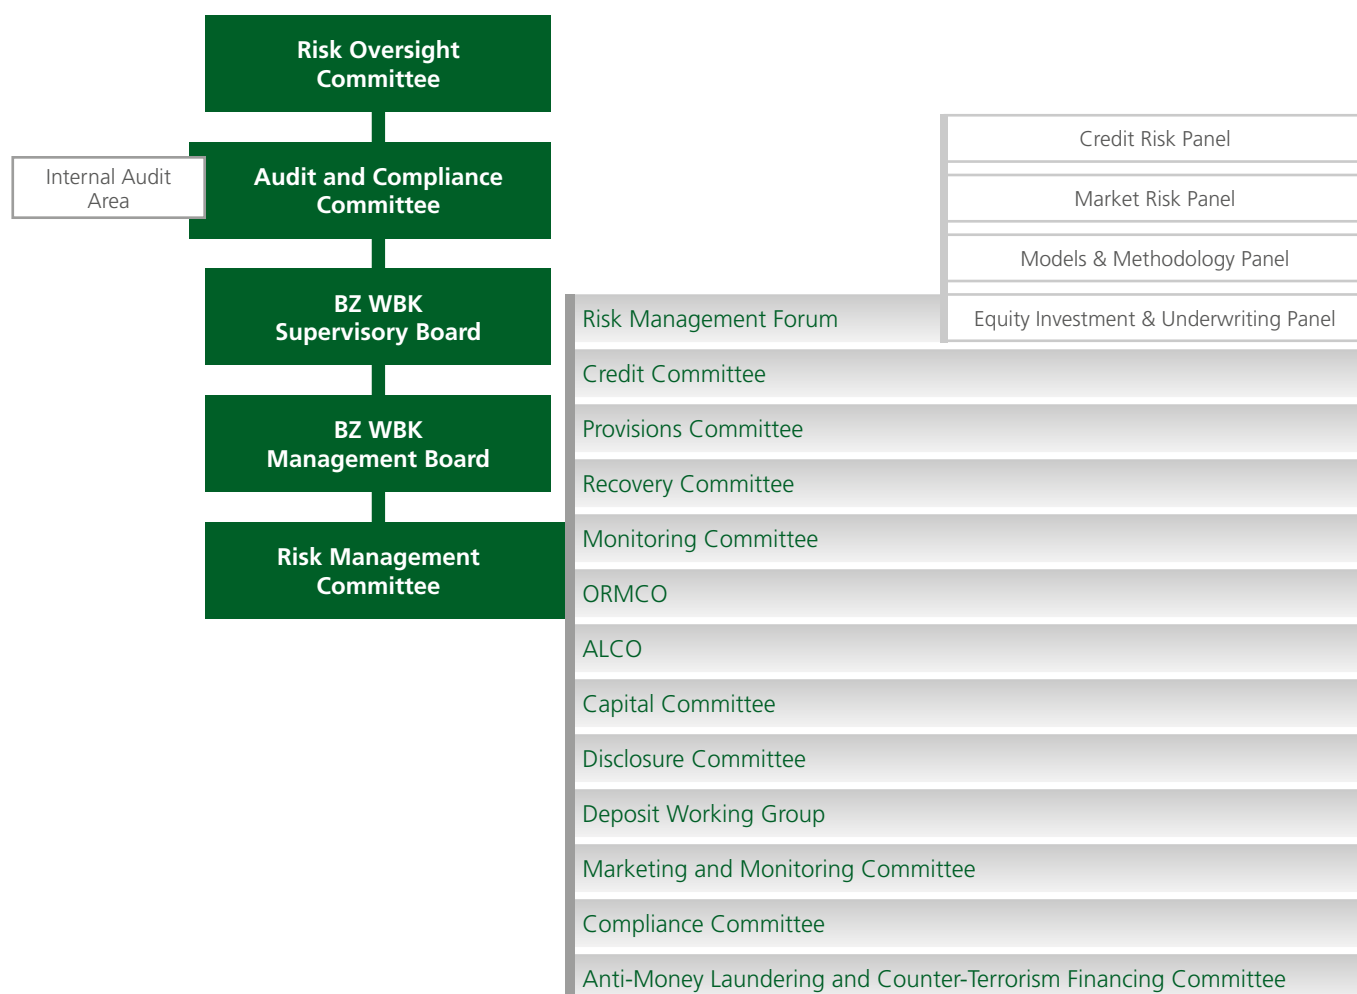 Risk Oversight
Committee
Internal Audit
Area
Audit and Compliance
Committee
BZ WBK
Supervisory Board
BZ WBK
Management Board
Risk Management
Committee
Credit Risk Panel
Market Risk Panel
Models & Methodology Panel
Equity Investment & Underwriting Panel
Risk Management Forum
Credit Committee
Provisions Committee
Recovery Committee
Monitoring Committee
ORMCO
ALCO
Capital Committee
Disclosure Committee
Deposit Working Group
Marketing and Monitoring Committee
Compliance Committee
Anti-Money Laundering and Counter-Terrorism Financing Committee